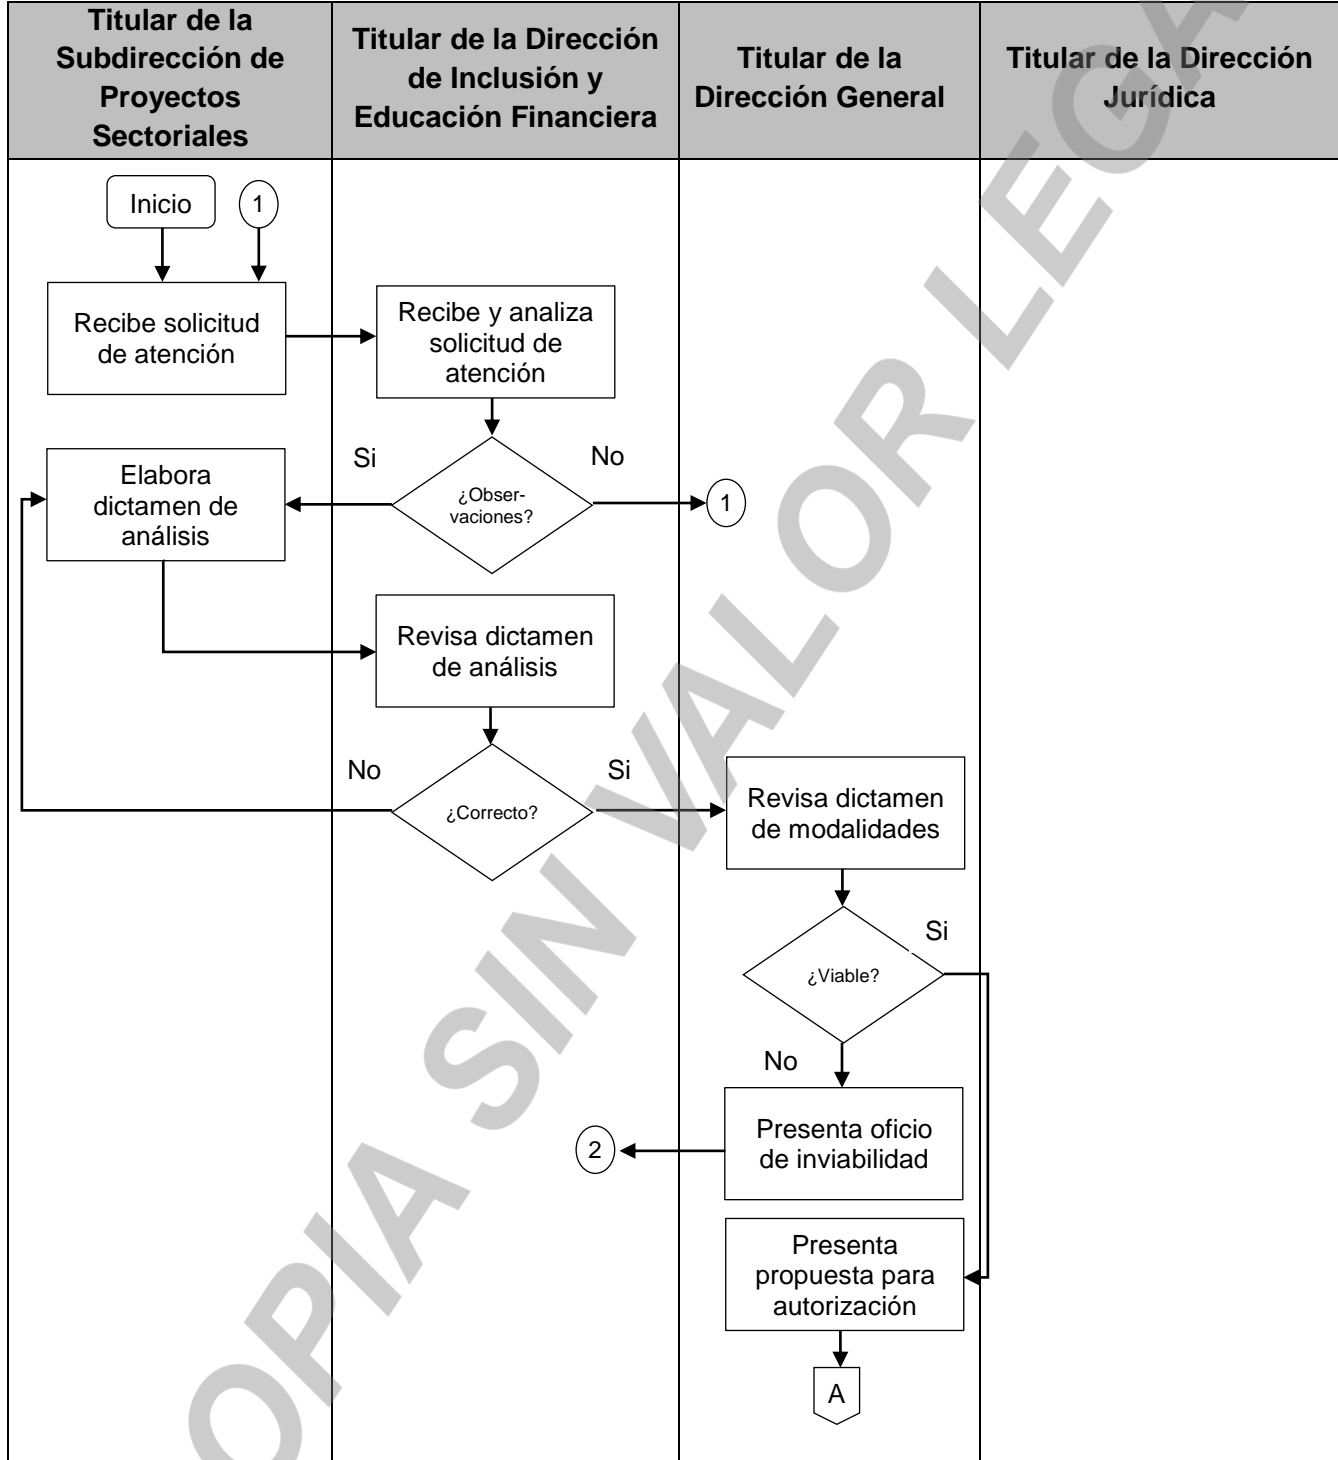 Titular de la
Subdirección de
Proyectos
Sectoriales
Titular de la Dirección
de Inclusión y
Educación Financiera
Titular de la
Dirección General
Titular de la Dirección
Jurídica
Inicio
1
Recibe solicitud
de atención
Recibe y analiza
solicitud de
atención
Si
No
¿Obser-
vaciones?
1
Elabora
dictamen de
análisis
Revisa dictamen
de análisis
No
Si
¿Correcto?
Revisa dictamen
de modalidades
Si
¿Viable?
No
Presenta oficio
de inviabilidad
2
Presenta
propuesta para
autorización
A
OPIA SIN VALOR LEGA